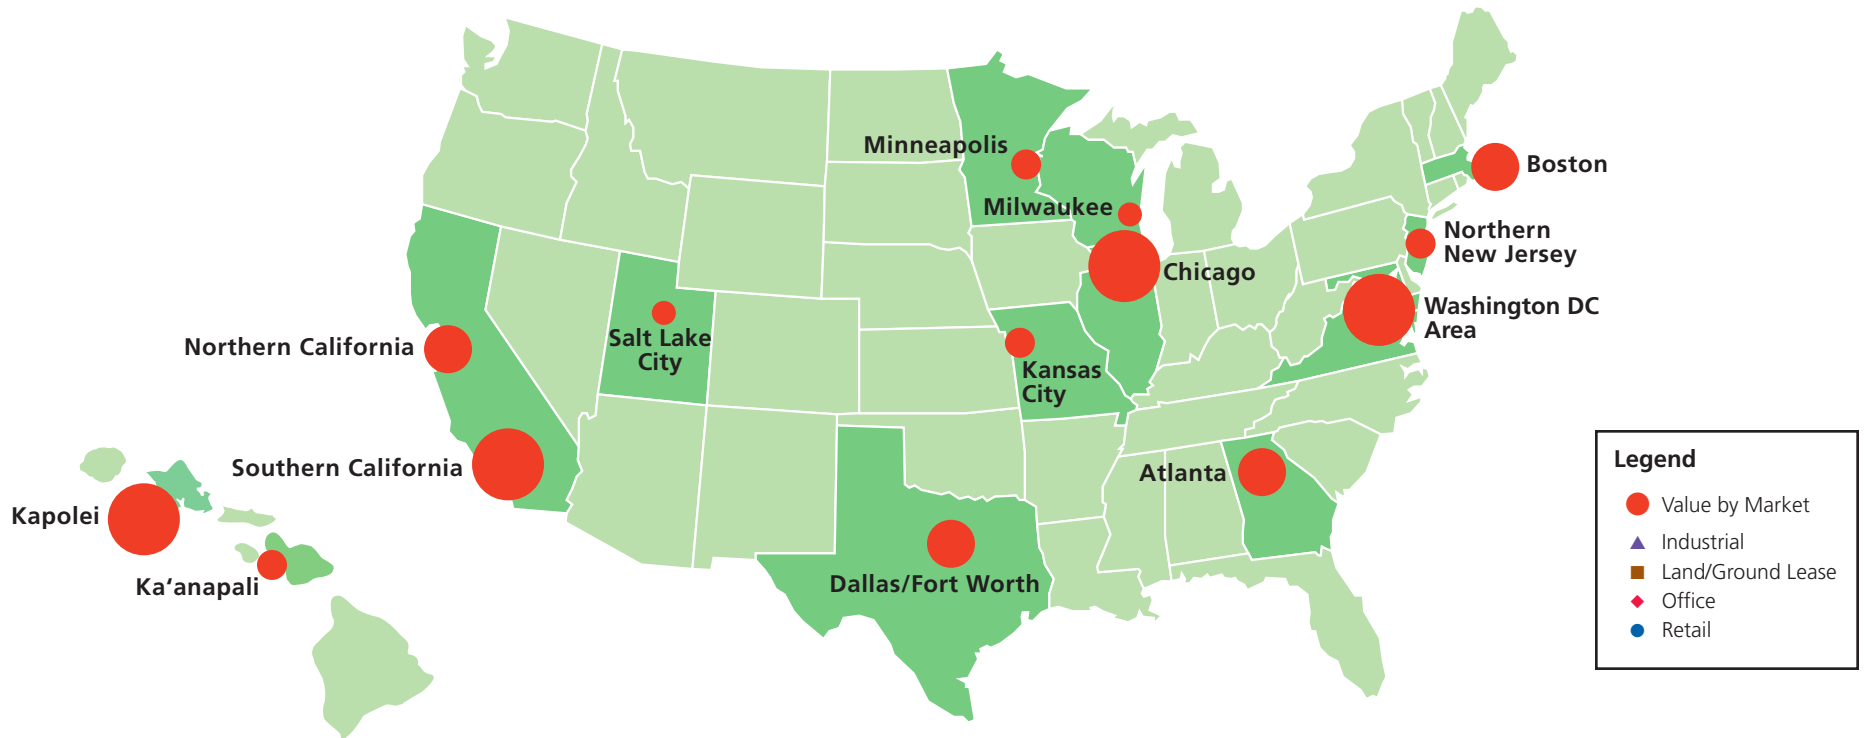 Minneapolis
Boston
Milwaukee
Northern
New Jersey
Chicago
Washington DC
Area
Northern California
Salt Lake
City
Kansas
City
Southern California
Atlanta
Kapolei
Ka‘anapali
Dallas/Fort Worth
Legend
Value by Market
Industrial
Land/Ground Lease
Office
Retail